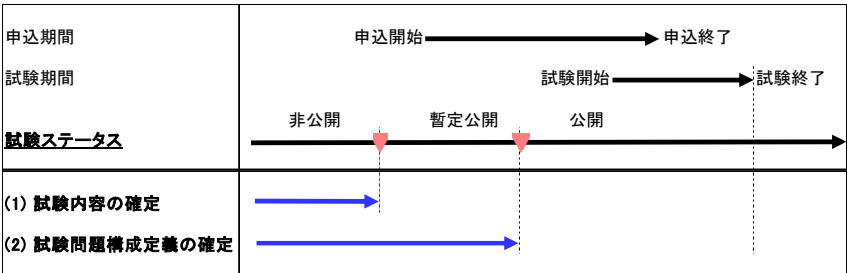 申込期間
申込開始
申込終了
試験期間
試験開始
試験終了
非公開
暫定公開
公開
試験ステータス
(1) 試験内容の確定
(2) 試験問題構成定義の確定